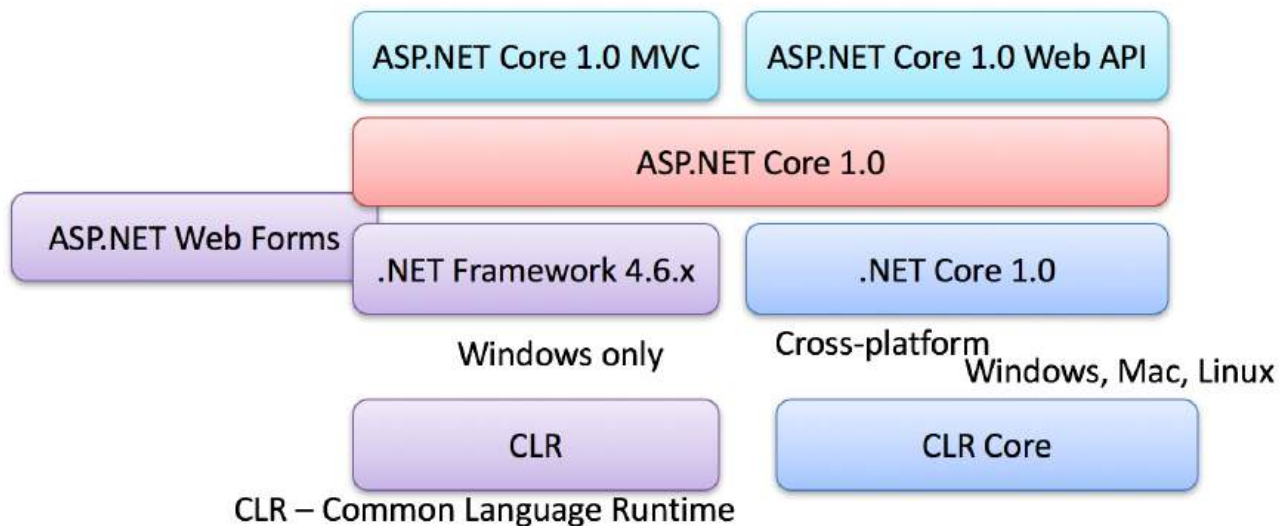 ASP.NET Core 1.0 MVC
ASP.NET Core 1.0 Web API
ASP.NET Core 1.0
ASP.NET Web Forms
.NET Framework 4.6.x
.NET Core 1.0
Windows only
Cross-platform
Windows, Mac, Linux
CLR
CLR Core
CLR – Common Language Runtime